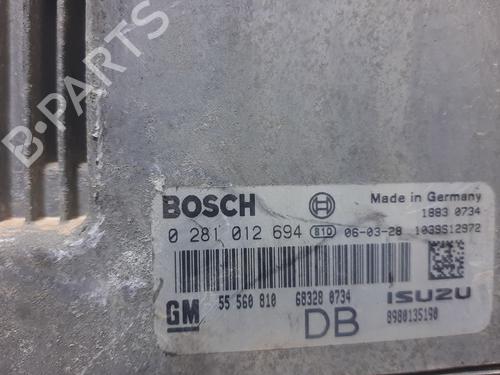 B-PARTS
BOSCH Made in Germany
1883 0734
0 281 012 694 810 06-03-28 1039S12972
GM 55 560 810 683280 0734 ISUZU
DB 8980135190